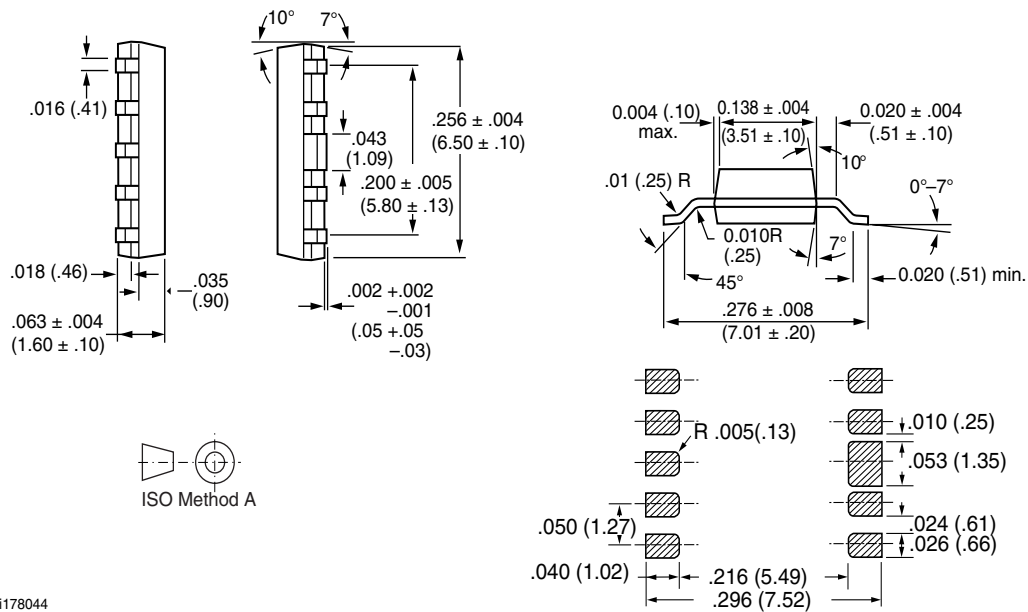 10° 7°
.016 (.41)
.043
(1.09)
.256 ± .004
(6.50 ± .10)
.200 ± .005
(5.80 ± .13)
.018 (.46)
.035
(.90)
.063 ± .004
(1.60 ± .10)
.002 +.002
–.001
(.05 +.05
–.03)
0.004 (.10)
max.
0.138 ± .004
(3.51 ± .10)
0.020 ± .004
(.51 ± .10)
10°
.01 (.25) R
0°–7°
0.010R
(.25)
7°
45°
0.020 (.51) min.
.276 ± .008
(7.01 ± .20)
ISO Method A
R .005(.13)
.010 (.25)
.053 (1.35)
.050 (1.27)
.024 (.61)
.026 (.66)
.040 (1.02)
.216 (5.49)
.296 (7.52)
i178044